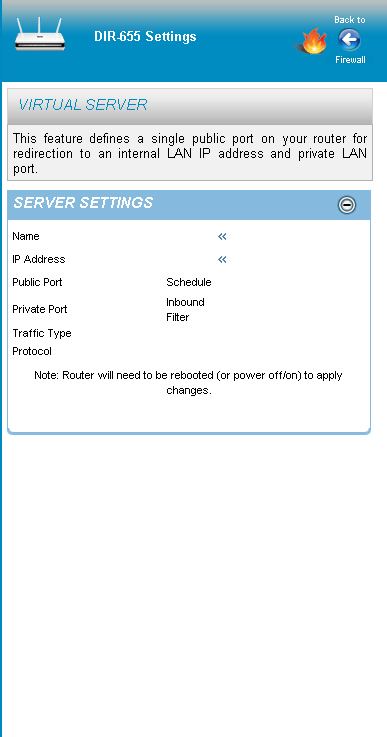 Back to
DIR-655 Settings
Firewall
VIRTUAL SERVER
This feature defines a single public port on your router for
redirection to an internal LAN IP address and private LAN
port.
SERVER SETTINGS
Name «
IP Address «
Public Port Schedule
Private Port Inbound
Filter
Traffic Type
Protocol
Note: Router will need to be rebooted (or power off/on) to apply
changes.